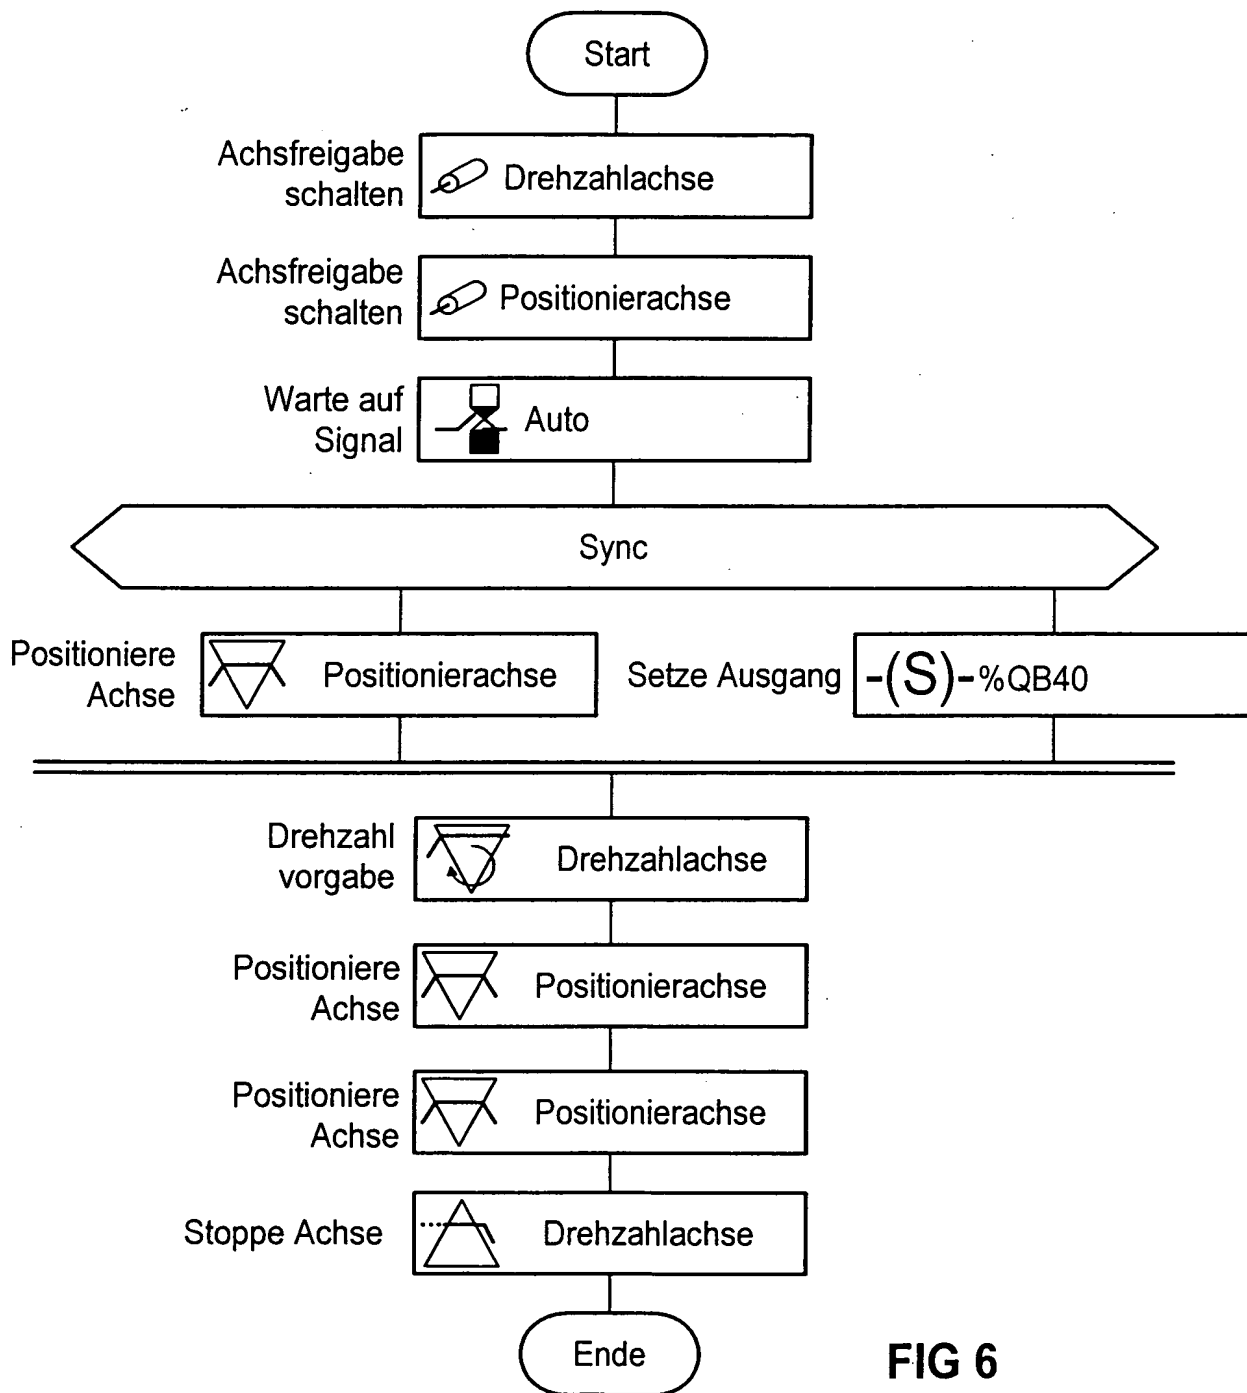 Start
Achsfreigabe
schalten
Drehzahlachse
Achsfreigabe
schalten
Positionierachse
Warte auf
Signal
Auto
Sync
Positioniere
Achse
Positionierachse
Setze Ausgang
-(S)-%QB40
Drehzahl
vorgabe
Drehzahlachse
Positioniere
Achse
Positionierachse
Positioniere
Achse
Positionierachse
Stoppe Achse
Drehzahlachse
Ende
FIG 6